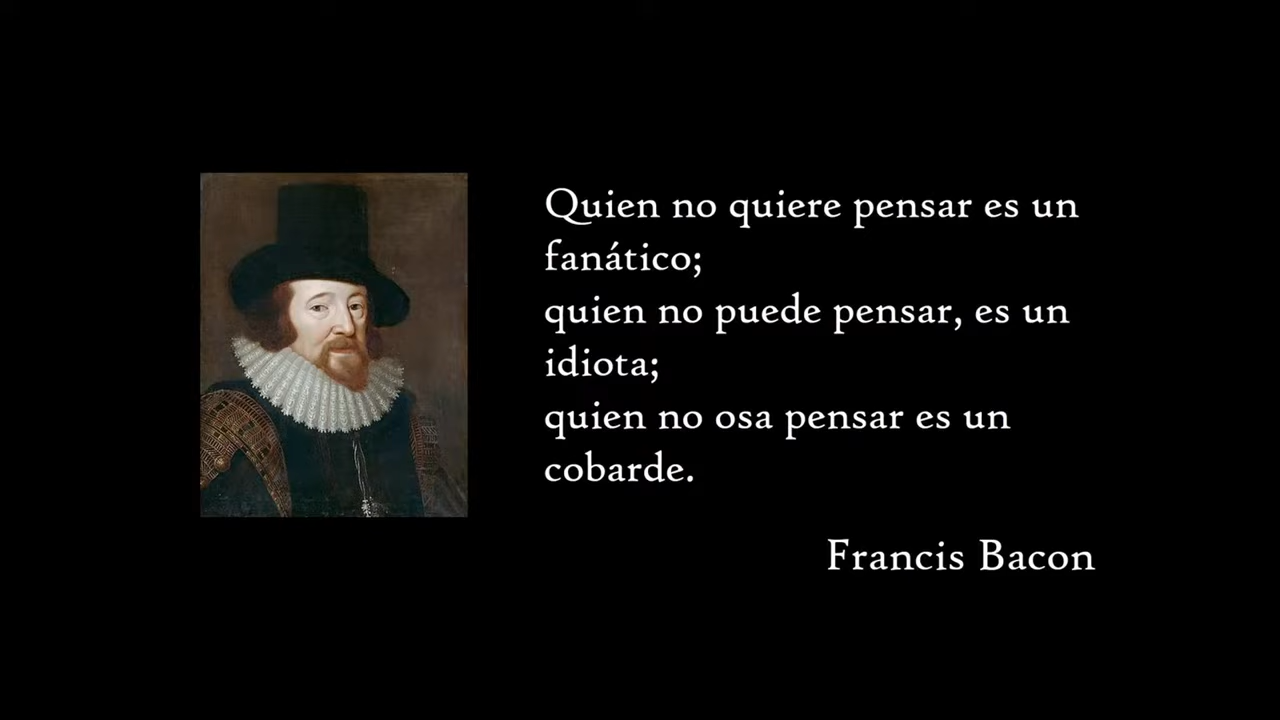 Quien no quiere pensar es un
fanático;
quien no puede pensar, es un
idiota;
quien no osa pensar es un
cobarde.
Francis Bacon